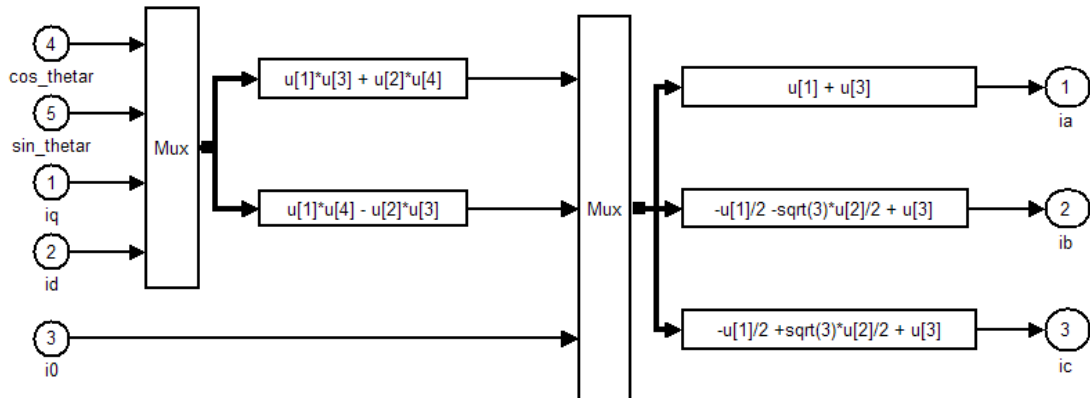 4
cos_thetar
5
sin_thetar
1
iq
2
id
3
i0
Mux
u[1]*u[3] + u[2]*u[4]
u[1]*u[4] - u[2]*u[3]
Mux
u[1] + u[3]
-u[1]/2 -sqrt(3)*u[2]/2 + u[3]
-u[1]/2 +sqrt(3)*u[2]/2 + u[3]
1
ia
2
ib
3
ic